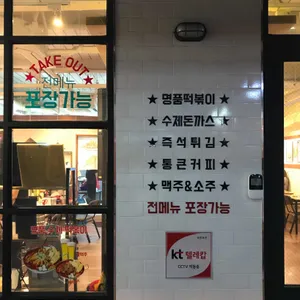 ★TAKE OUT★
전메뉴
포장가능
★ 명품떡볶이 ★
★ 수제돈까스 ★
★ 즉석튀김 ★
★ 통큰커피 ★
★ 맥주&소주 ★
전메뉴 포장가능
kt 텔레캅
CCTV 작동중